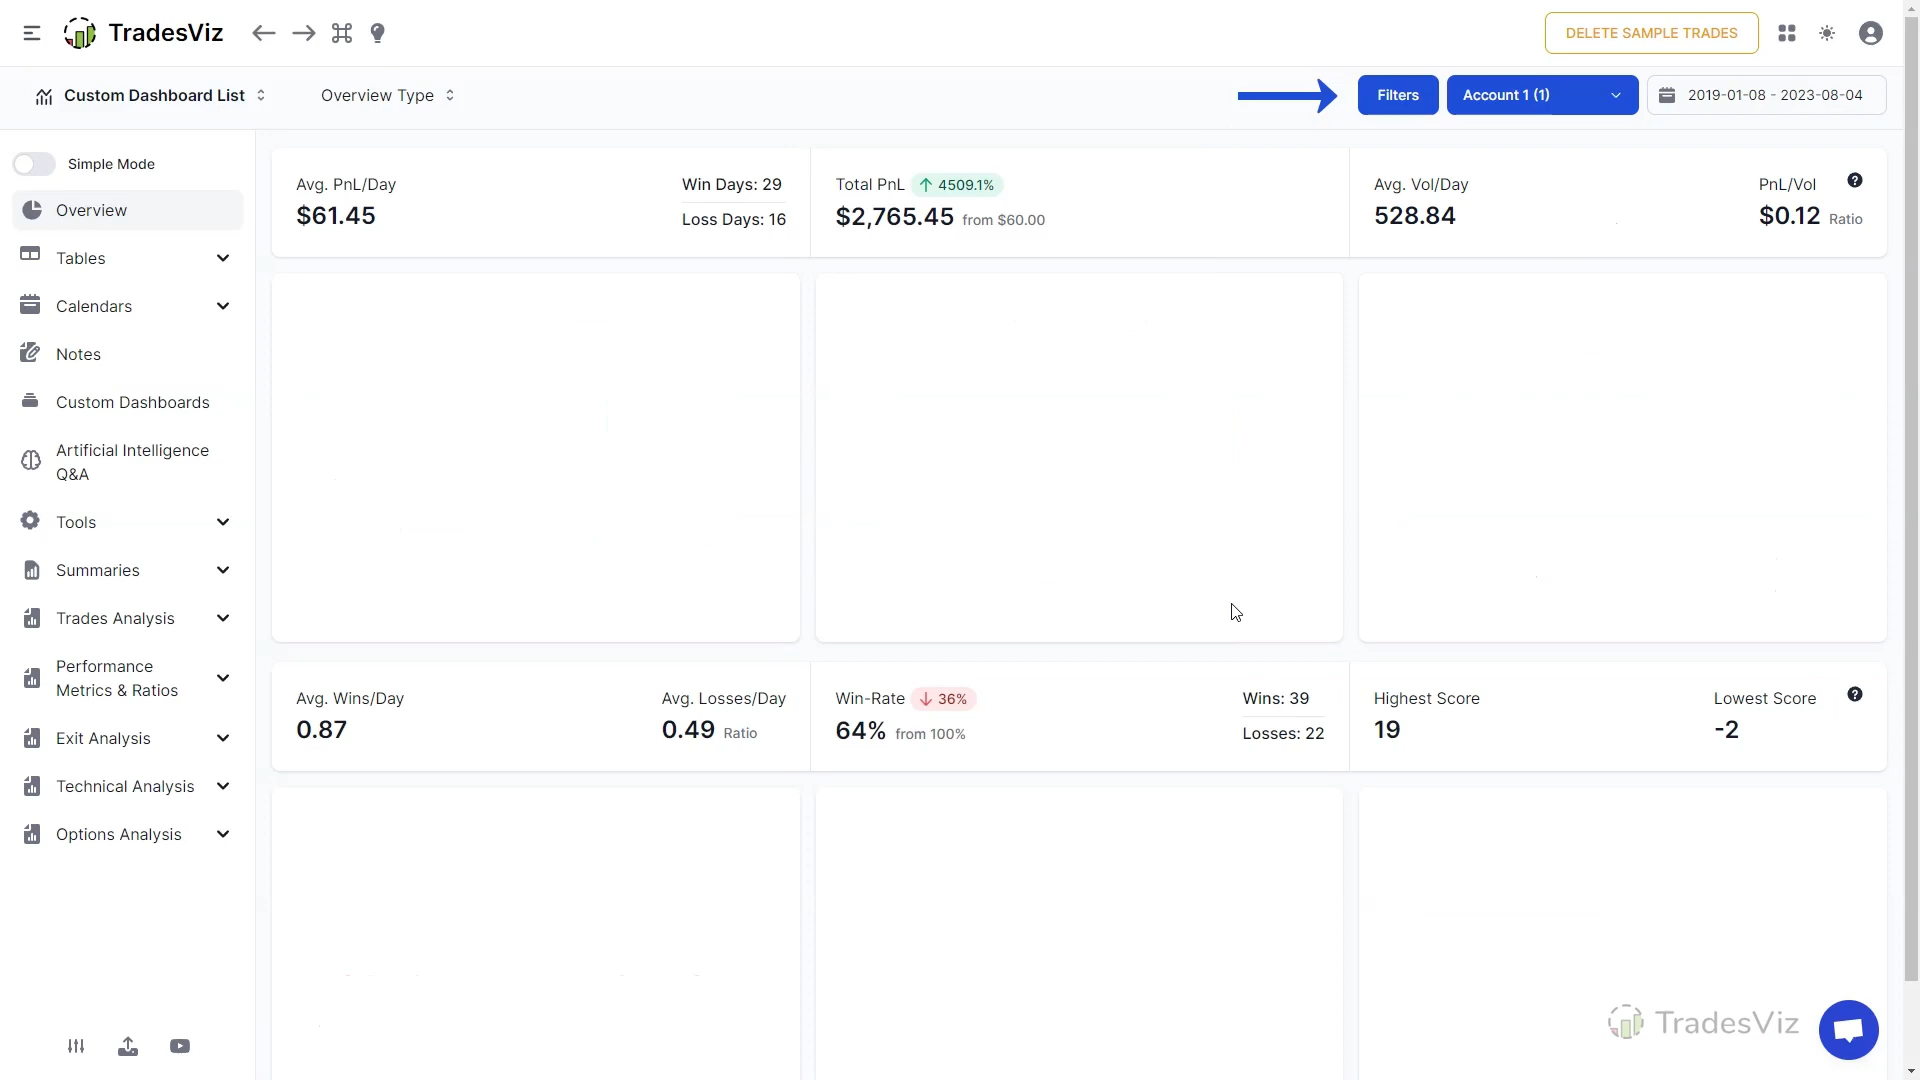 TradesViz
DELETE SAMPLE TRADES
Custom Dashboard List
Overview Type
Filters
Account 1 (1)
2019-01-08 - 2023-08-04
Simple Mode
Overview
Tables
Calendars
Notes
Custom Dashboards
Artificial Intelligence
Q&A
Tools
Summaries
Trades Analysis
Performance
Metrics & Ratios
Exit Analysis
Technical Analysis
Options Analysis
Avg. PnL/Day
$61.45
Win Days: 29
Loss Days: 16
Total PnL 4509.1%
$2,765.45 from $60.00
Avg. Vol/Day
528.84
PnL/Vol
$0.12 Ratio
Avg. Wins/Day
0.87
Avg. Losses/Day
0.49 Ratio
Win-Rate 36%
64% from 100%
Wins: 39
Losses: 22
Highest Score
19
Lowest Score
-2
TradesViz